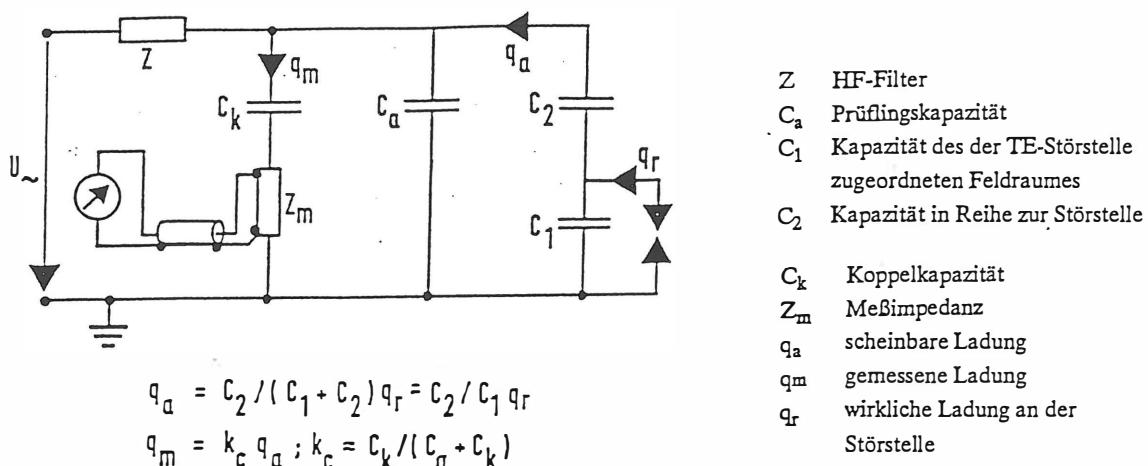 Z
q_m
q_a
C_k
C_a
C_2
U_~
Z_m
q_r
C_1
q_a = C_2/(C_1+C_2)q_r = C_2/C_1 q_r
q_m = k_c q_a ; k_c = C_k/(C_a+C_k)
Z HF-Filter
C_a Prüflingskapazität
C_1 Kapazität des der TE-Störstelle
zugeordneten Feldraumes
C_2 Kapazität in Reihe zur Störstelle
C_k Koppelkapazität
Z_m Meßimpedanz
q_a scheinbare Ladung
q_m gemessene Ladung
q_r wirkliche Ladung an der
Störstelle